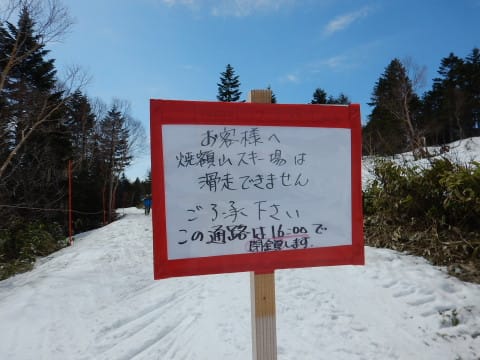 お客様へ
焼額山スキー場は
滑走できません
ご了承下さい
この通路は16:00で
閉鎖します。